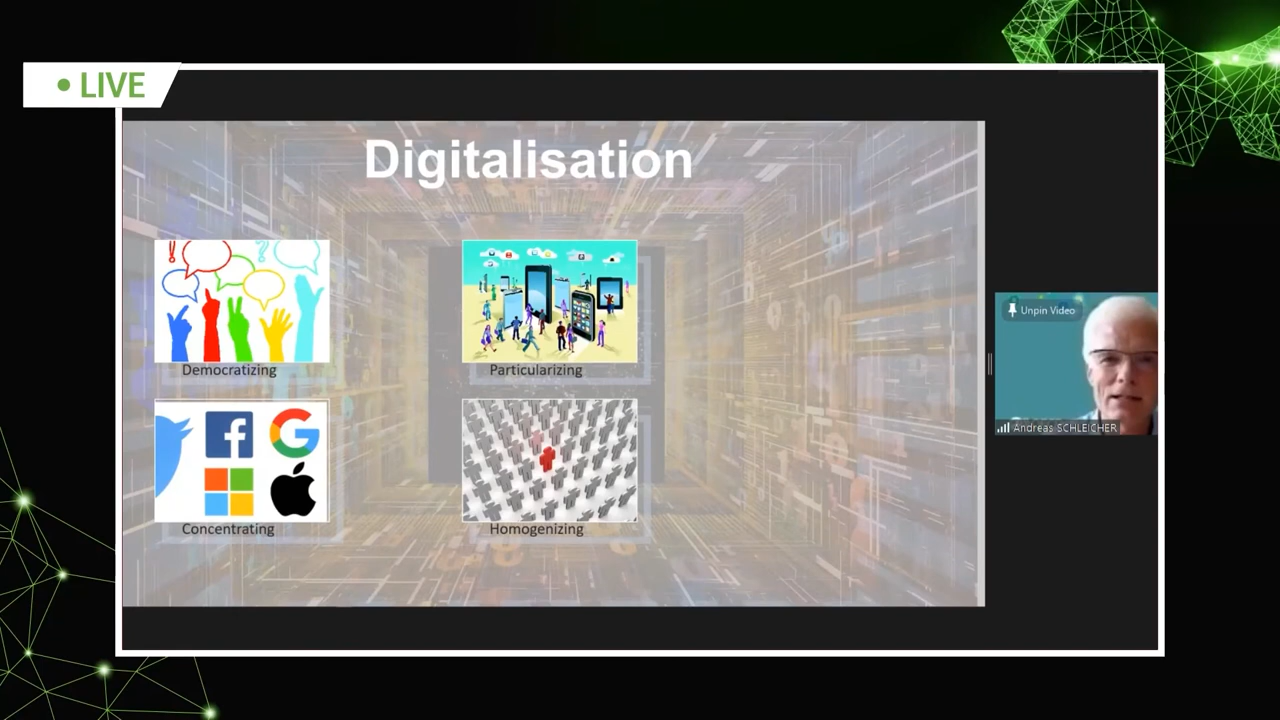 • LIVE
Digitalisation
Democratizing
Particularizing
Concentrating
Homogenizing
Unpin Video
Andreas SCHLEICHER